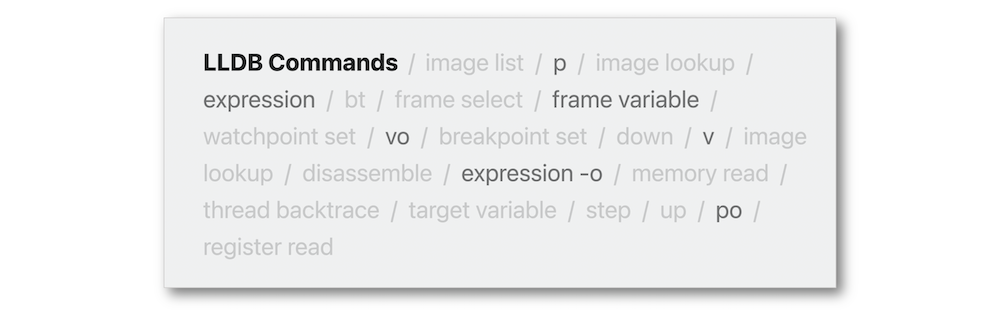 LLDB Commands / image list / p / image lookup /
expression / bt / frame select / frame variable /
watchpoint set / vo / breakpoint set / down / v / image
lookup / disassemble / expression -o / memory read /
thread backtrace / target variable / step / up / po /
register read